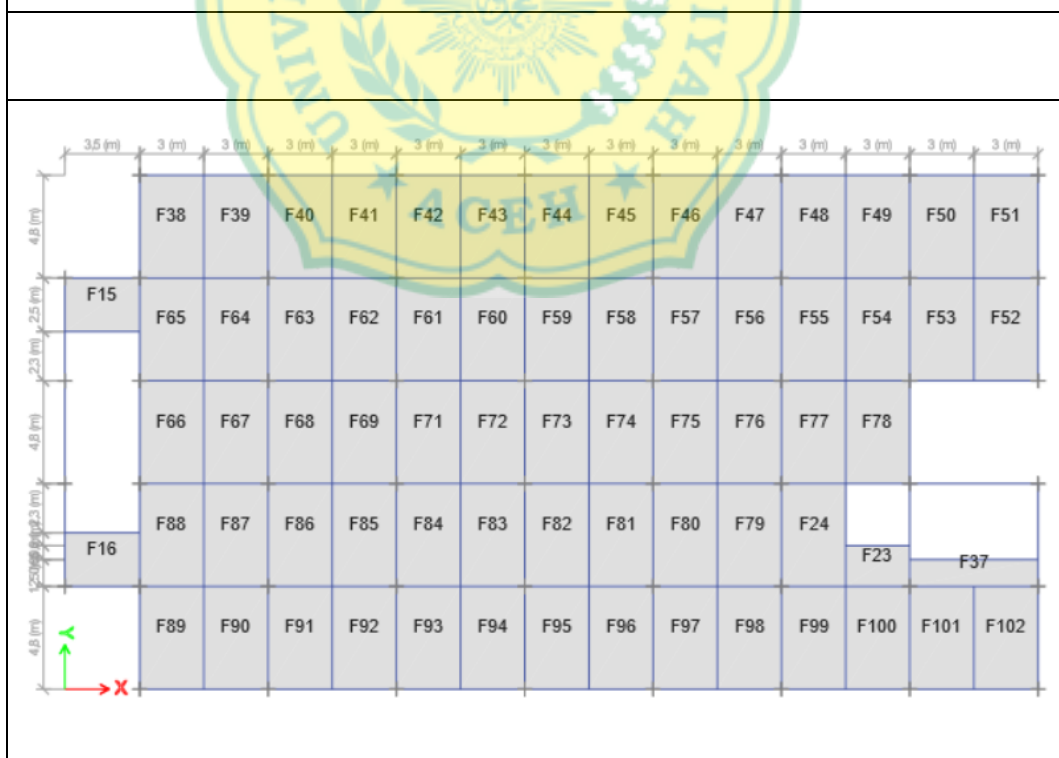 UNIV
IYAH
ACEH
3,5 (m) 3 (m) 3 (m) 3 (m) 3 (m) 3 (m) 3 (m) 3 (m) 3 (m) 3 (m) 3 (m) 3 (m) 3 (m) 3 (m) 3 (m)
4,8 (m)
F38 F39 F40 F41 F42 F43 F44 F45 F46 F47 F48 F49 F50 F51
2,5 (m)
F15
F65 F64 F63 F62 F61 F60 F59 F58 F57 F56 F55 F54 F53 F52
2,3 (m)
4,8 (m)
F66 F67 F68 F69 F71 F72 F73 F74 F75 F76 F77 F78
2,3 (m)
F88 F87 F86 F85 F84 F83 F82 F81 F80 F79 F24
F16
F23 F37
4,8 (m)
F89 F90 F91 F92 F93 F94 F95 F96 F97 F98 F99 F100 F101 F102
Y
X